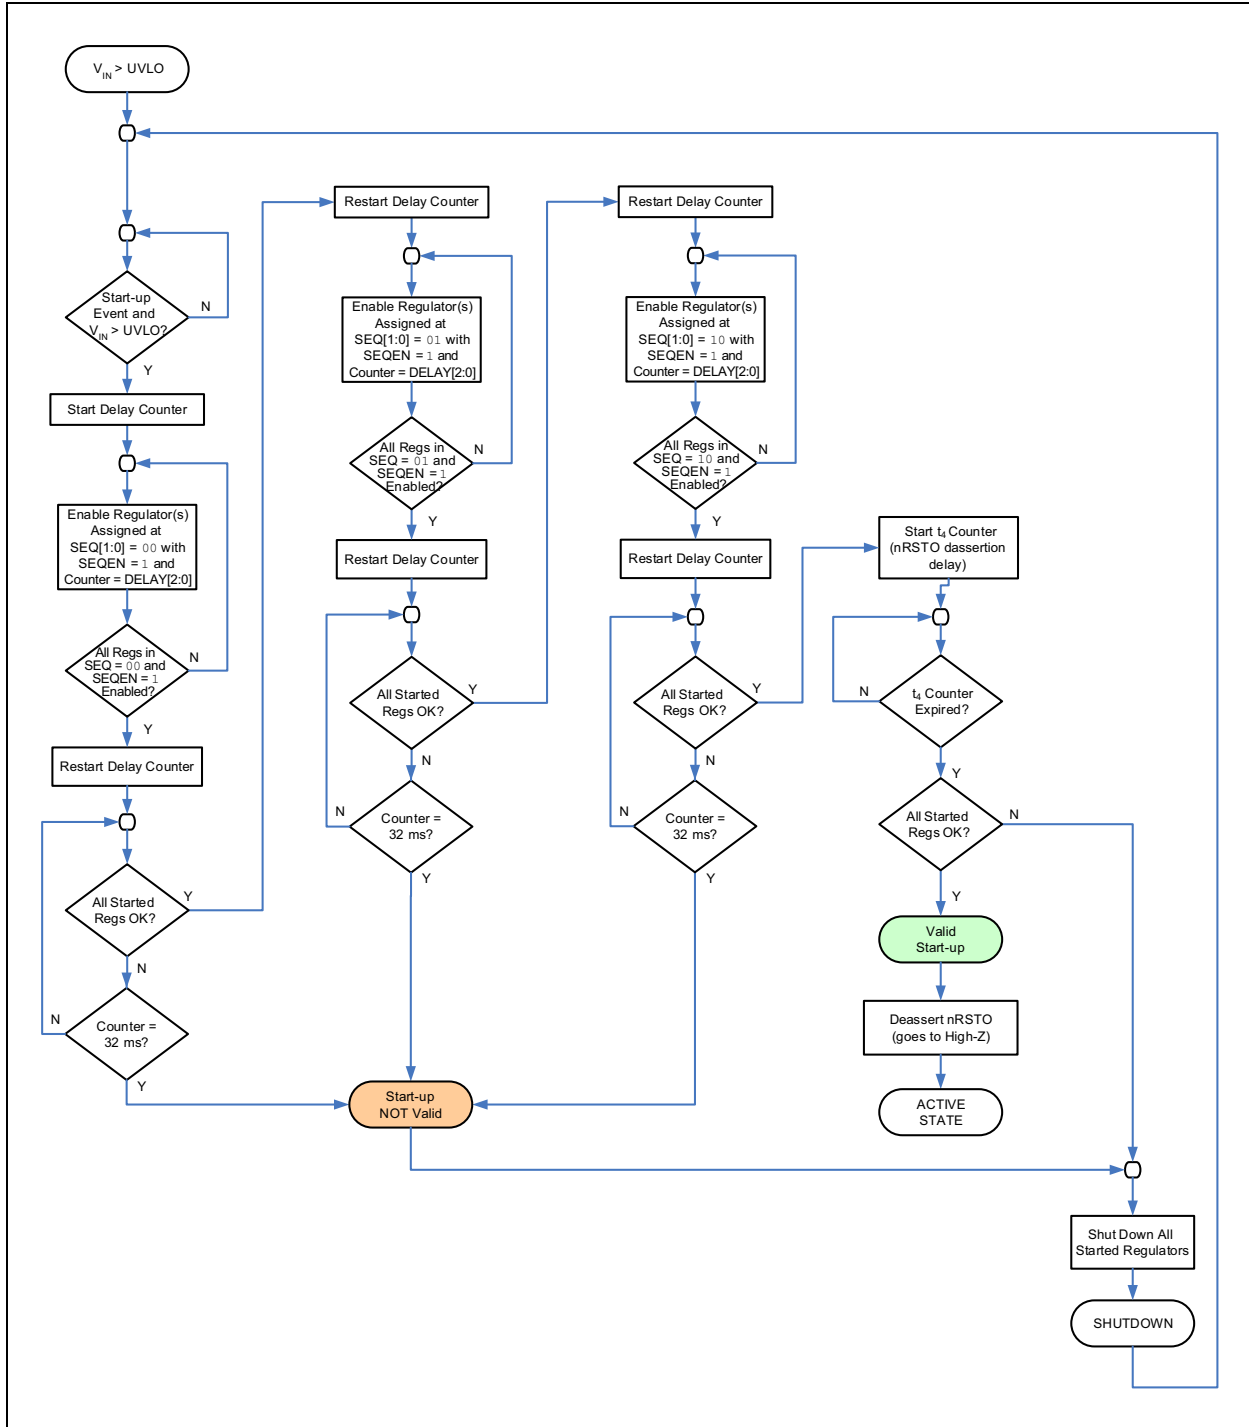 V_IN > UVLO
Start-up
Event and
V_IN > UVLO?
N
Y
Start Delay Counter
Enable Regulator(s)
Assigned at
SEQ[1:0] = 00 with
SEQEN = 1 and
Counter = DELAY[2:0]
All Regs in
SEQ = 00 and
SEQEN = 1
Enabled?
N
Y
Restart Delay Counter
All Started
Regs OK?
Y
N
Counter =
32 ms?
N
Y
Restart Delay Counter
Enable Regulator(s)
Assigned at
SEQ[1:0] = 01 with
SEQEN = 1 and
Counter = DELAY[2:0]
All Regs in
SEQ = 01 and
SEQEN = 1
Enabled?
N
Y
Restart Delay Counter
All Started
Regs OK?
Y
N
Counter =
32 ms?
N
Y
Start-up
NOT Valid
Restart Delay Counter
Enable Regulator(s)
Assigned at
SEQ[1:0] = 10 with
SEQEN = 1 and
Counter = DELAY[2:0]
All Regs in
SEQ = 10 and
SEQEN = 1
Enabled?
N
Y
Restart Delay Counter
All Started
Regs OK?
Y
N
Counter =
32 ms?
N
Y
Start t4 Counter
(nRSTO dassertion
delay)
t4 Counter
Expired?
N
Y
All Started
Regs OK?
N
Y
Valid
Start-up
Deassert nRSTO
(goes to High-Z)
ACTIVE
STATE
Shut Down All
Started Regulators
SHUTDOWN